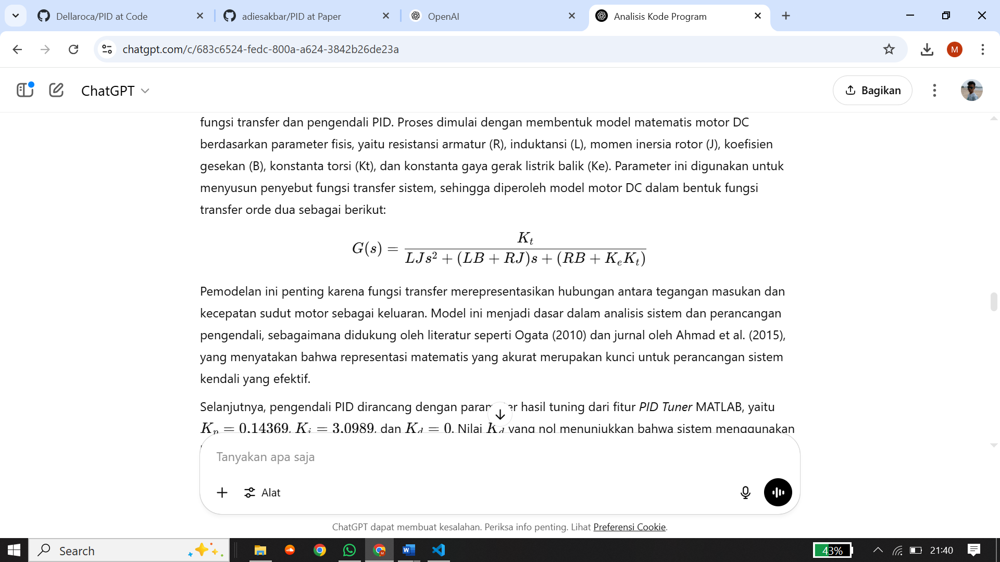 Dellaroca/PID at Code
adiesakbar/PID at Paper
OpenAI
Analisis Kode Program
chatgpt.com/c/683c6524-fedc-800a-a624-3842b26de23a
M
ChatGPT
Bagikan
fungsi transfer dan pengendali PID. Proses dimulai dengan membentuk model matematis motor DC
berdasarkan parameter fisis, yaitu resistansi armatur (R), induktansi (L), momen inersia rotor (J), koefisien
gesekan (B), konstanta torsi (Kt), dan konstanta gaya gerak listrik balik (Ke). Parameter ini digunakan untuk
menyusun penyebut fungsi transfer sistem, sehingga diperoleh model motor DC dalam bentuk fungsi
transfer orde dua sebagai berikut:
G(s) = K_t / (LJs² + (LB + RJ)s + (RB + K_eK_t))
Pemodelan ini penting karena fungsi transfer merepresentasikan hubungan antara tegangan masukan dan
kecepatan sudut motor sebagai keluaran. Model ini menjadi dasar dalam analisis sistem dan perancangan
pengendali, sebagaimana didukung oleh literatur seperti Ogata (2010) dan jurnal oleh Ahmad et al. (2015),
yang menyatakan bahwa representasi matematis yang akurat merupakan kunci untuk perancangan sistem
kendali yang efektif.
Selanjutnya, pengendali PID dirancang dengan parameter hasil tuning dari fitur PID Tuner MATLAB, yaitu
K_p = 0,14369, K_i = 3,0989, dan K_d = 0. Nilai K_d yang nol menunjukkan bahwa sistem menggunakan
Tanyakan apa saja
Alat
ChatGPT dapat membuat kesalahan. Periksa info penting. Lihat Preferensi Cookie.
Search
43%
21:40